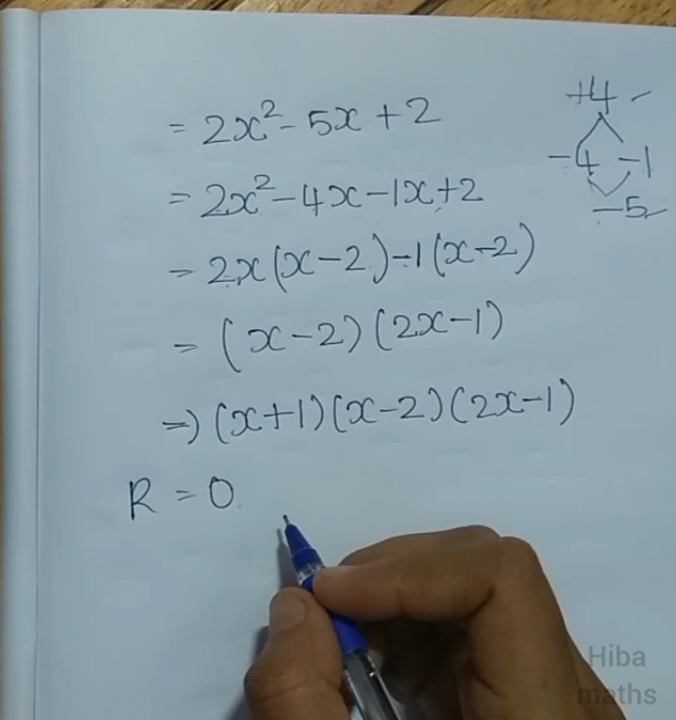 = 2x² - 5x + 2
+4 ✓
-4 -1
-5 ✓
= 2x² - 4x - 1x + 2
= 2x(x - 2) - 1(x - 2)
= (x - 2)(2x - 1)
⇒ (x + 1)(x - 2)(2x - 1)
R = 0
Hiba
maths